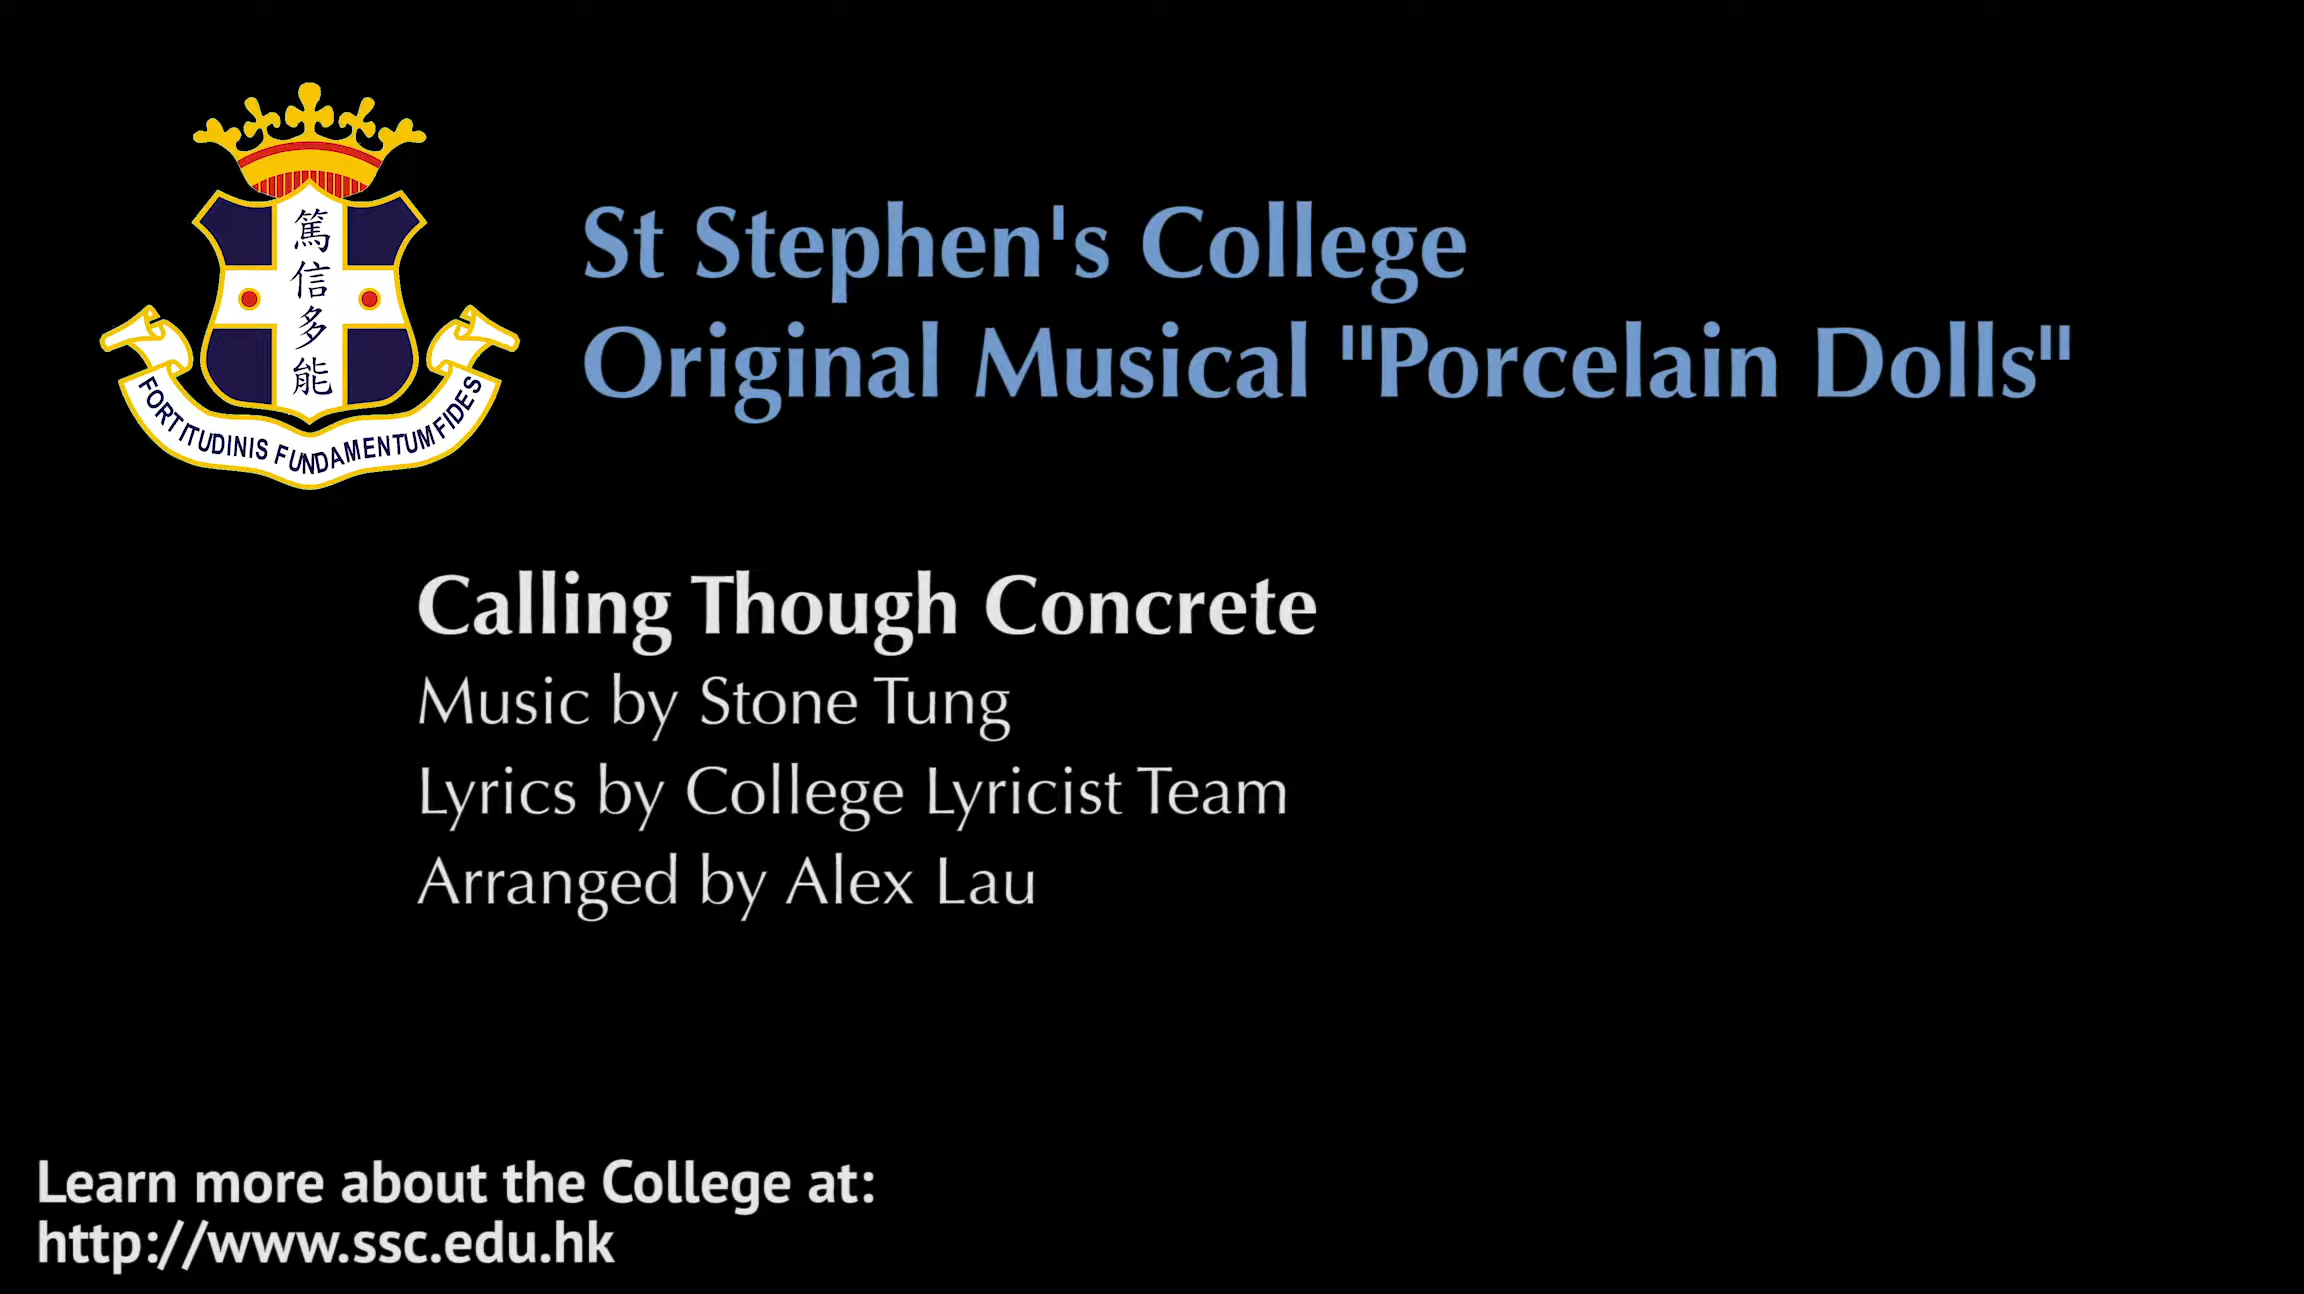 篤信多能
FORTITUDINIS FUNDAMENTUM FIDES
St Stephen's College
Original Musical "Porcelain Dolls"
Calling Though Concrete
Music by Stone Tung
Lyrics by College Lyricist Team
Arranged by Alex Lau
Learn more about the College at:
http://www.ssc.edu.hk